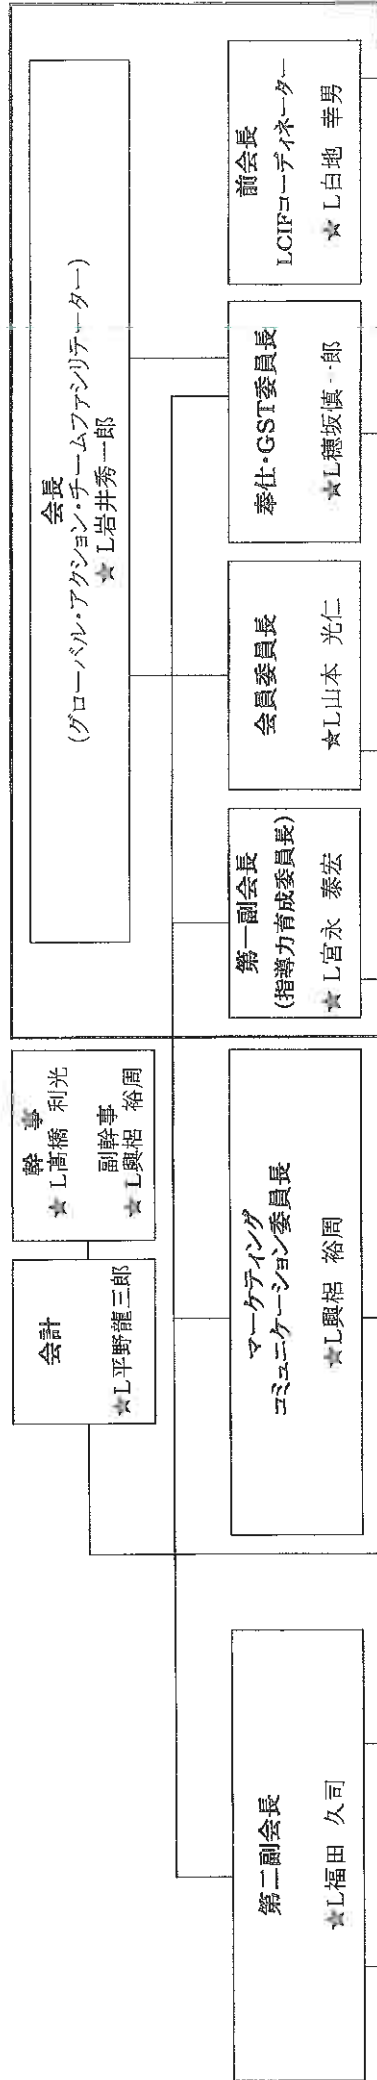 会長
(グローバル・アクション・チームファシリテーター)
★ L岩井秀一郎
幹　事
★ L髙橋 利光
副幹事
★ L興梠 裕周
会計
★L平野龍三郎
前会長
LCIFコーディネーター
★ L白地 幸男
奉仕・GST委員長
★L穂坂慎一郎
会員委員長
★L山本 光仁
第一副会長
(指導力育成委員長)
★ L宮永 泰宏
マーケティング
コミュニケーション委員長
★L興梠 裕周
第二副会長
★L福田 久司